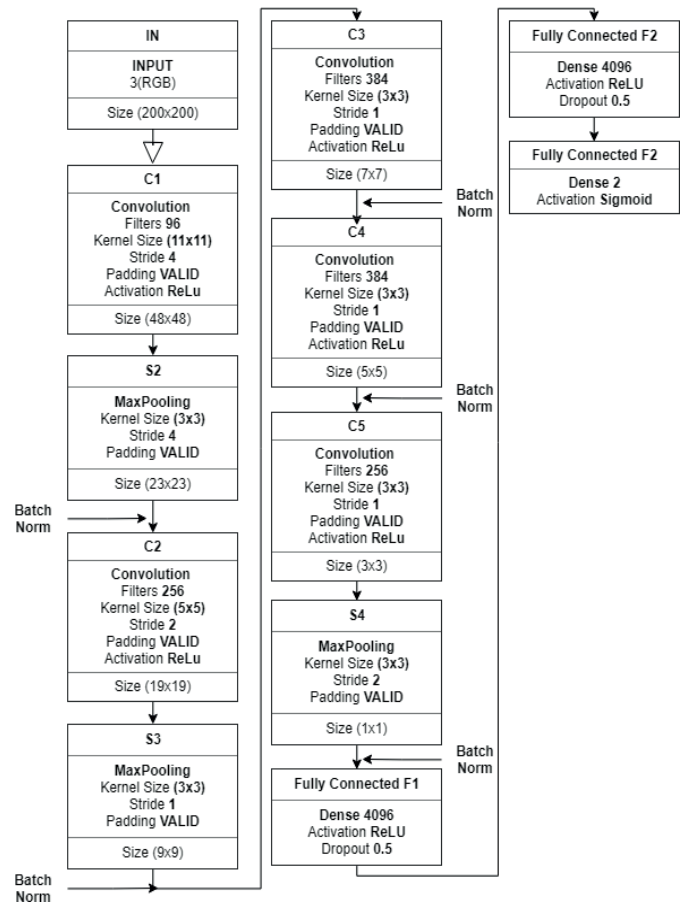 IN
INPUT
3(RGB)
Size (200x200)
C1
Convolution
Filters 96
Kernel Size (11x11)
Stride 4
Padding VALID
Activation ReLu
Size (48x48)
S2
MaxPooling
Kernel Size (3x3)
Stride 4
Padding VALID
Size (23x23)
Batch
Norm
C2
Convolution
Filters 256
Kernel Size (5x5)
Stride 2
Padding VALID
Activation ReLu
Size (19x19)
S3
MaxPooling
Kernel Size (3x3)
Stride 1
Padding VALID
Size (9x9)
Batch
Norm
C3
Convolution
Filters 384
Kernel Size (3x3)
Stride 1
Padding VALID
Activation ReLu
Size (7x7)
Batch
Norm
C4
Convolution
Filters 384
Kernel Size (3x3)
Stride 1
Padding VALID
Activation ReLu
Size (5x5)
Batch
Norm
C5
Convolution
Filters 256
Kernel Size (3x3)
Stride 1
Padding VALID
Activation ReLu
Size (3x3)
S4
MaxPooling
Kernel Size (3x3)
Stride 2
Padding VALID
Size (1x1)
Batch
Norm
Fully Connected F1
Dense 4096
Activation ReLU
Dropout 0.5
Fully Connected F2
Dense 4096
Activation ReLU
Dropout 0.5
Fully Connected F2
Dense 2
Activation Sigmoid